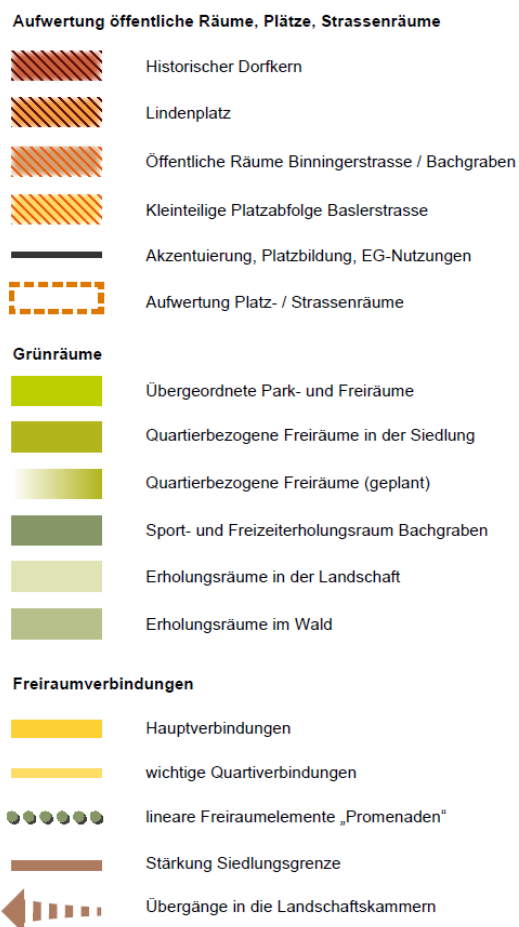 Aufwertung öffentliche Räume, Plätze, Strassenräume
Historischer Dorfkern
Lindenplatz
Öffentliche Räume Binningerstrasse / Bachgraben
Kleinteilige Platzabfolge Baslerstrasse
Akzentuierung, Platzbildung, EG-Nutzungen
Aufwertung Platz- / Strassenräume
Grünräume
Übergeordnete Park- und Freiräume
Quartierbezogene Freiräume in der Siedlung
Quartierbezogene Freiräume (geplant)
Sport- und Freizeiterholungsraum Bachgraben
Erholungsräume in der Landschaft
Erholungsräume im Wald
Freiraumverbindungen
Hauptverbindungen
wichtige Quartiverbindungen
lineare Freiraumelemente „Promenaden“
Stärkung Siedlungsgrenze
Übergänge in die Landschaftskammern